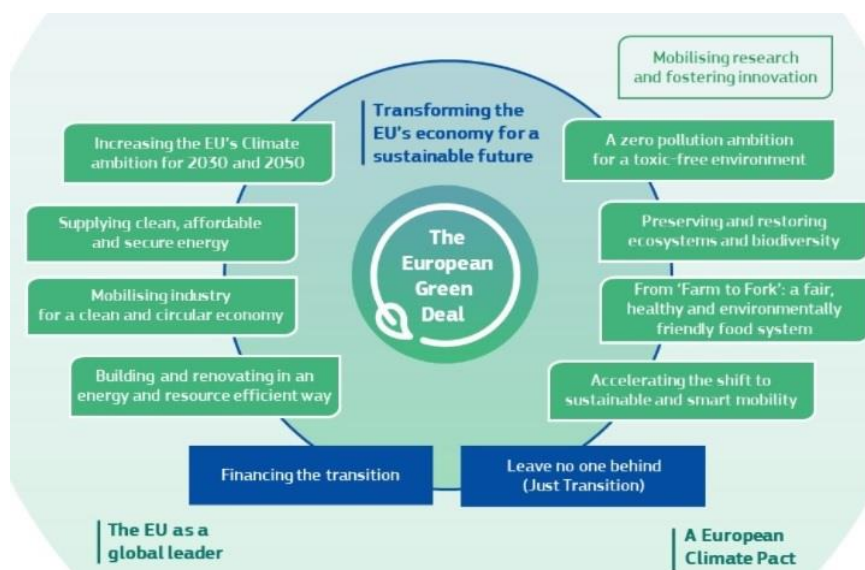 Mobilising research
and fostering innovation
Transforming the
EU's economy for a
sustainable future
Increasing the EU's Climate
ambition for 2030 and 2050
A zero pollution ambition
for a toxic-free environment
Supplying clean, affordable
and secure energy
Preserving and restoring
ecosystems and biodiversity
The
European
Green
Deal
Mobilising industry
for a clean and circular economy
From 'Farm to Fork': a fair,
healthy and environmentally
friendly food system
Building and renovating in an
energy and resource efficient way
Accelerating the shift to
sustainable and smart mobility
Financing the transition
Leave no one behind
(Just Transition)
The EU as a
global leader
A European
Climate Pact